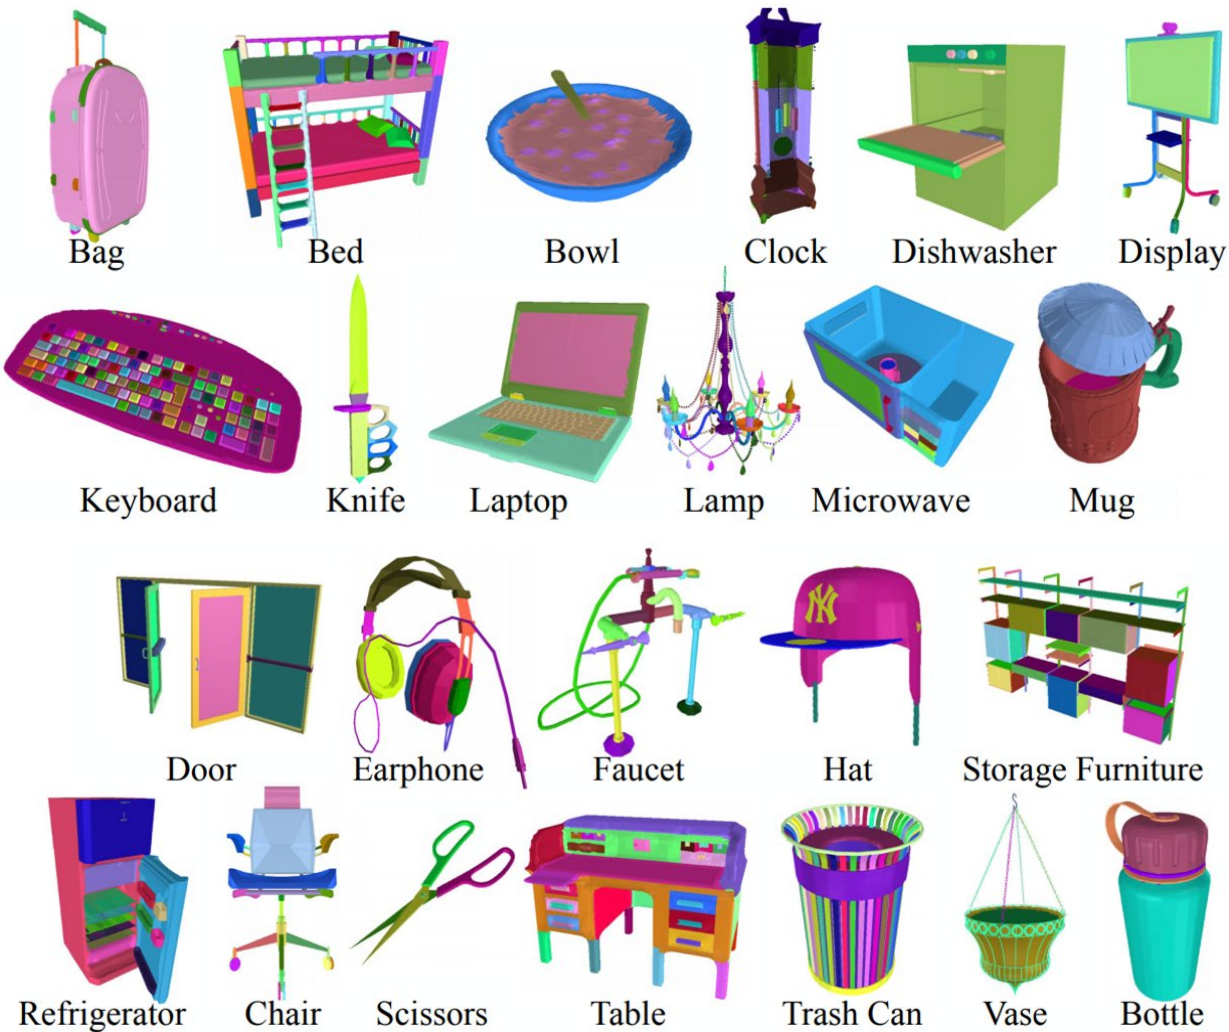 Bag Bed Bowl Clock Dishwasher Display
Keyboard Knife Laptop Lamp Microwave Mug
NY
Door Earphone Faucet Hat Storage Furniture
Refrigerator Chair Scissors Table Trash Can Vase Bottle